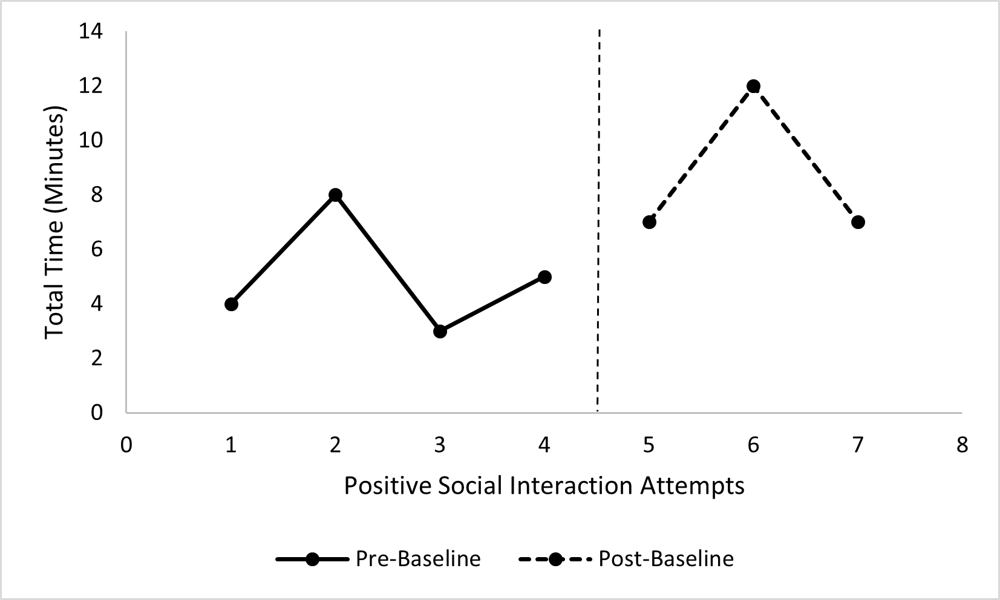 14
12
10
8
6
4
2
0
Total Time (Minutes)
0 1 2 3 4 5 6 7 8
Positive Social Interaction Attempts
Pre-Baseline Post-Baseline